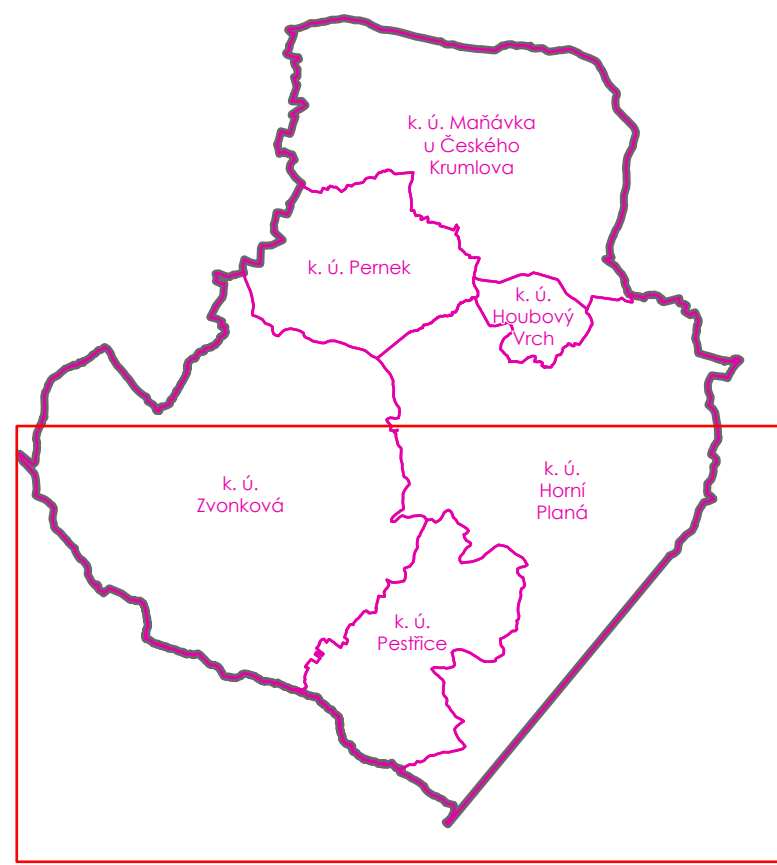 k. ú. Maňávka
u Českého
Krumlova
k. ú. Pernek
k. ú.
Houbový
Vrch
k. ú.
Zvonková
k. ú.
Horní
Planá
k. ú.
Pestřice